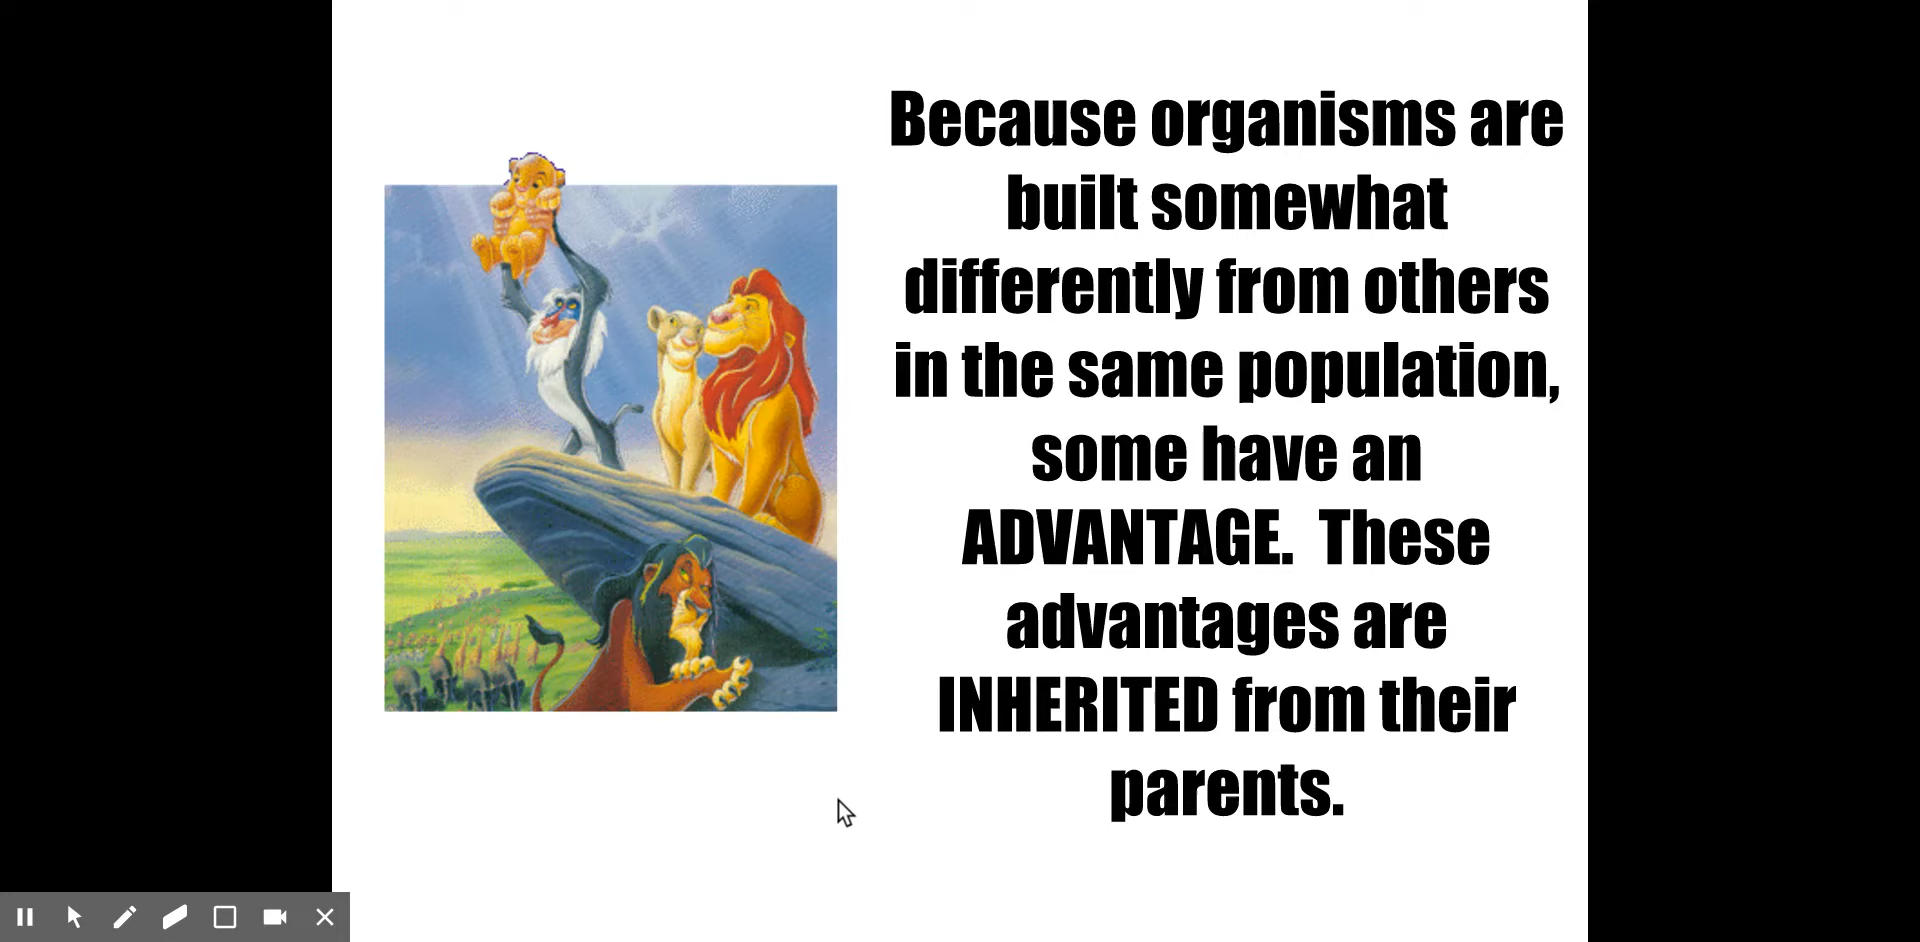 Because organisms are
built somewhat
differently from others
in the same population,
some have an
ADVANTAGE.  These
advantages are
INHERITED from their
parents.